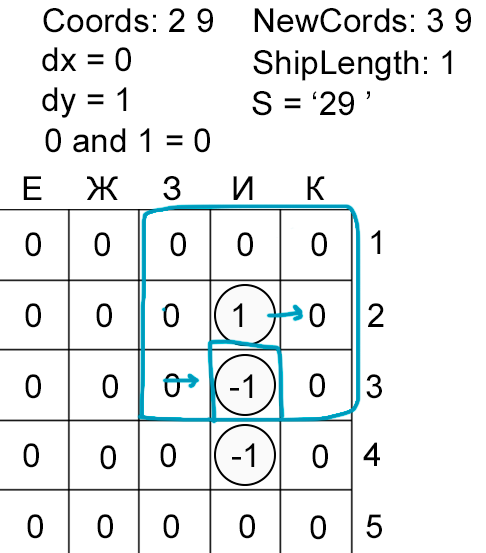 Coords: 2 9 NewCords: 3 9
dx = 0 ShipLength: 1
dy = 1 S = ‘29 ’
0 and 1 = 0
Е Ж З И К
0 0 0 0 0 1
0 0 0 1 0 2
0 0 0 -1 0 3
0 0 0 -1 0 4
0 0 0 0 0 5